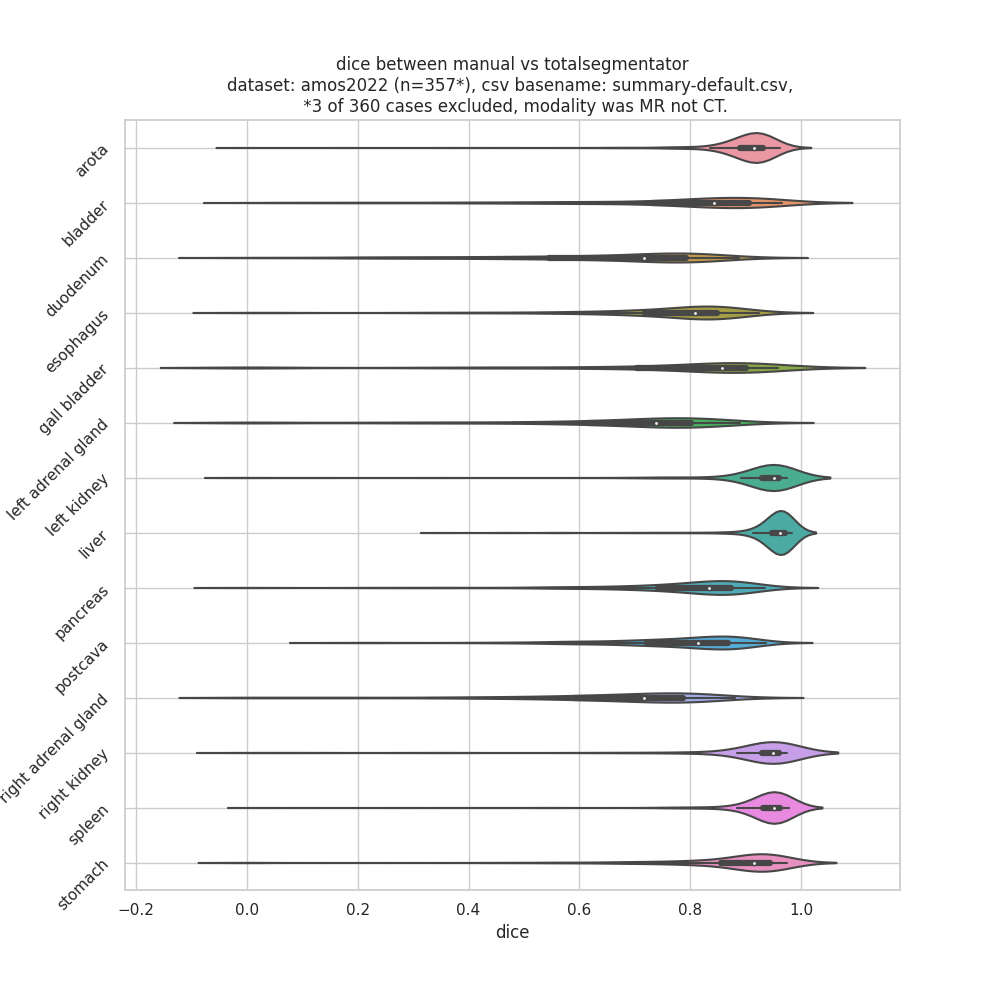 dice between manual vs totalsegmentator
dataset: amos2022 (n=357*), csv basename: summary-default.csv,
*3 of 360 cases excluded, modality was MR not CT.
arota
bladder
duodenum
esophagus
gall bladder
left adrenal gland
left kidney
liver
pancreas
postcava
right adrenal gland
right kidney
spleen
stomach
−0.2 0.0 0.2 0.4 0.6 0.8 1.0
dice